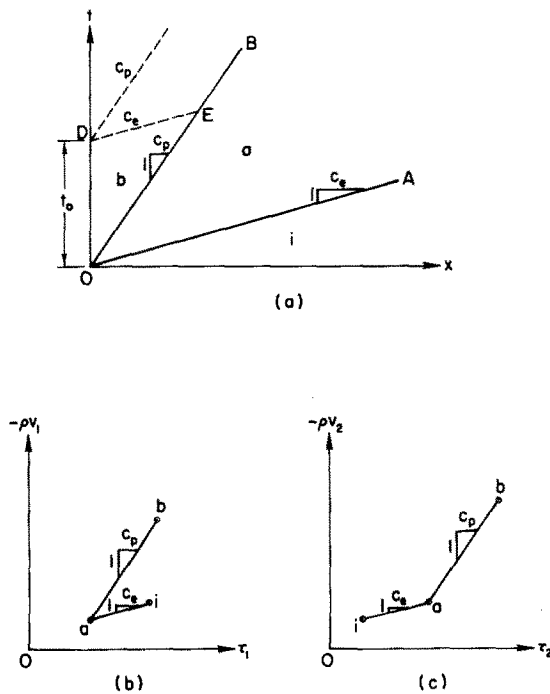 t
B
c_p
c_e
D
E
a
c_p
1
b
t_o
c_e
1
A
i
O
x
(a)
-ρv_1
b
c_p
1
c_e
1
i
a
O
τ_1
(b)
-ρv_2
b
c_p
1
c_e
1
a
i
O
τ_2
(c)